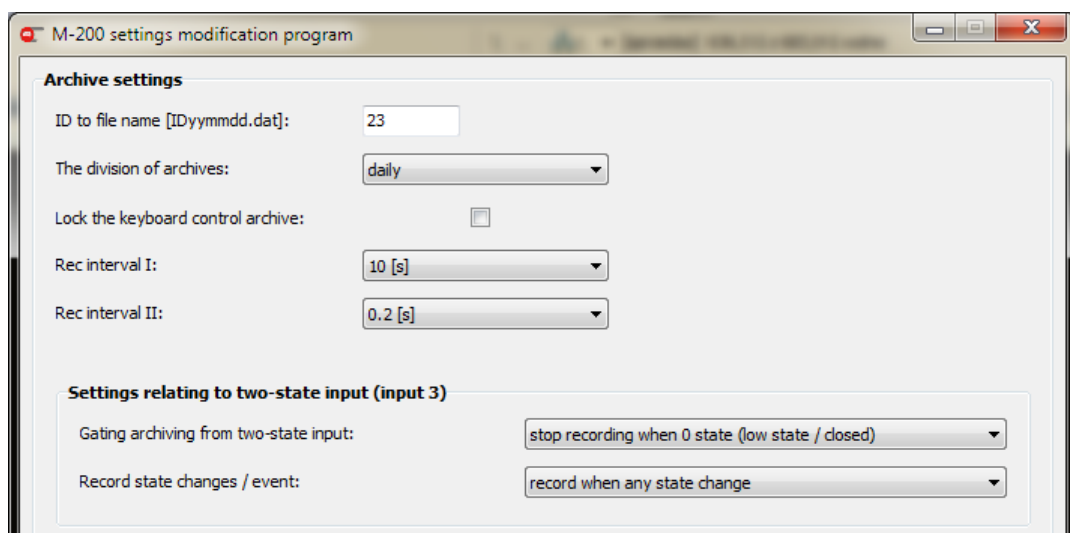 M-200 settings modification program
Archive settings
ID to file name [IDyymmdd.dat]: 23
The division of archives: daily
Lock the keyboard control archive:
Rec interval I: 10 [s]
Rec interval II: 0.2 [s]
Settings relating to two-state input (input 3)
Gating archiving from two-state input: stop recording when 0 state (low state / closed)
Record state changes / event: record when any state change